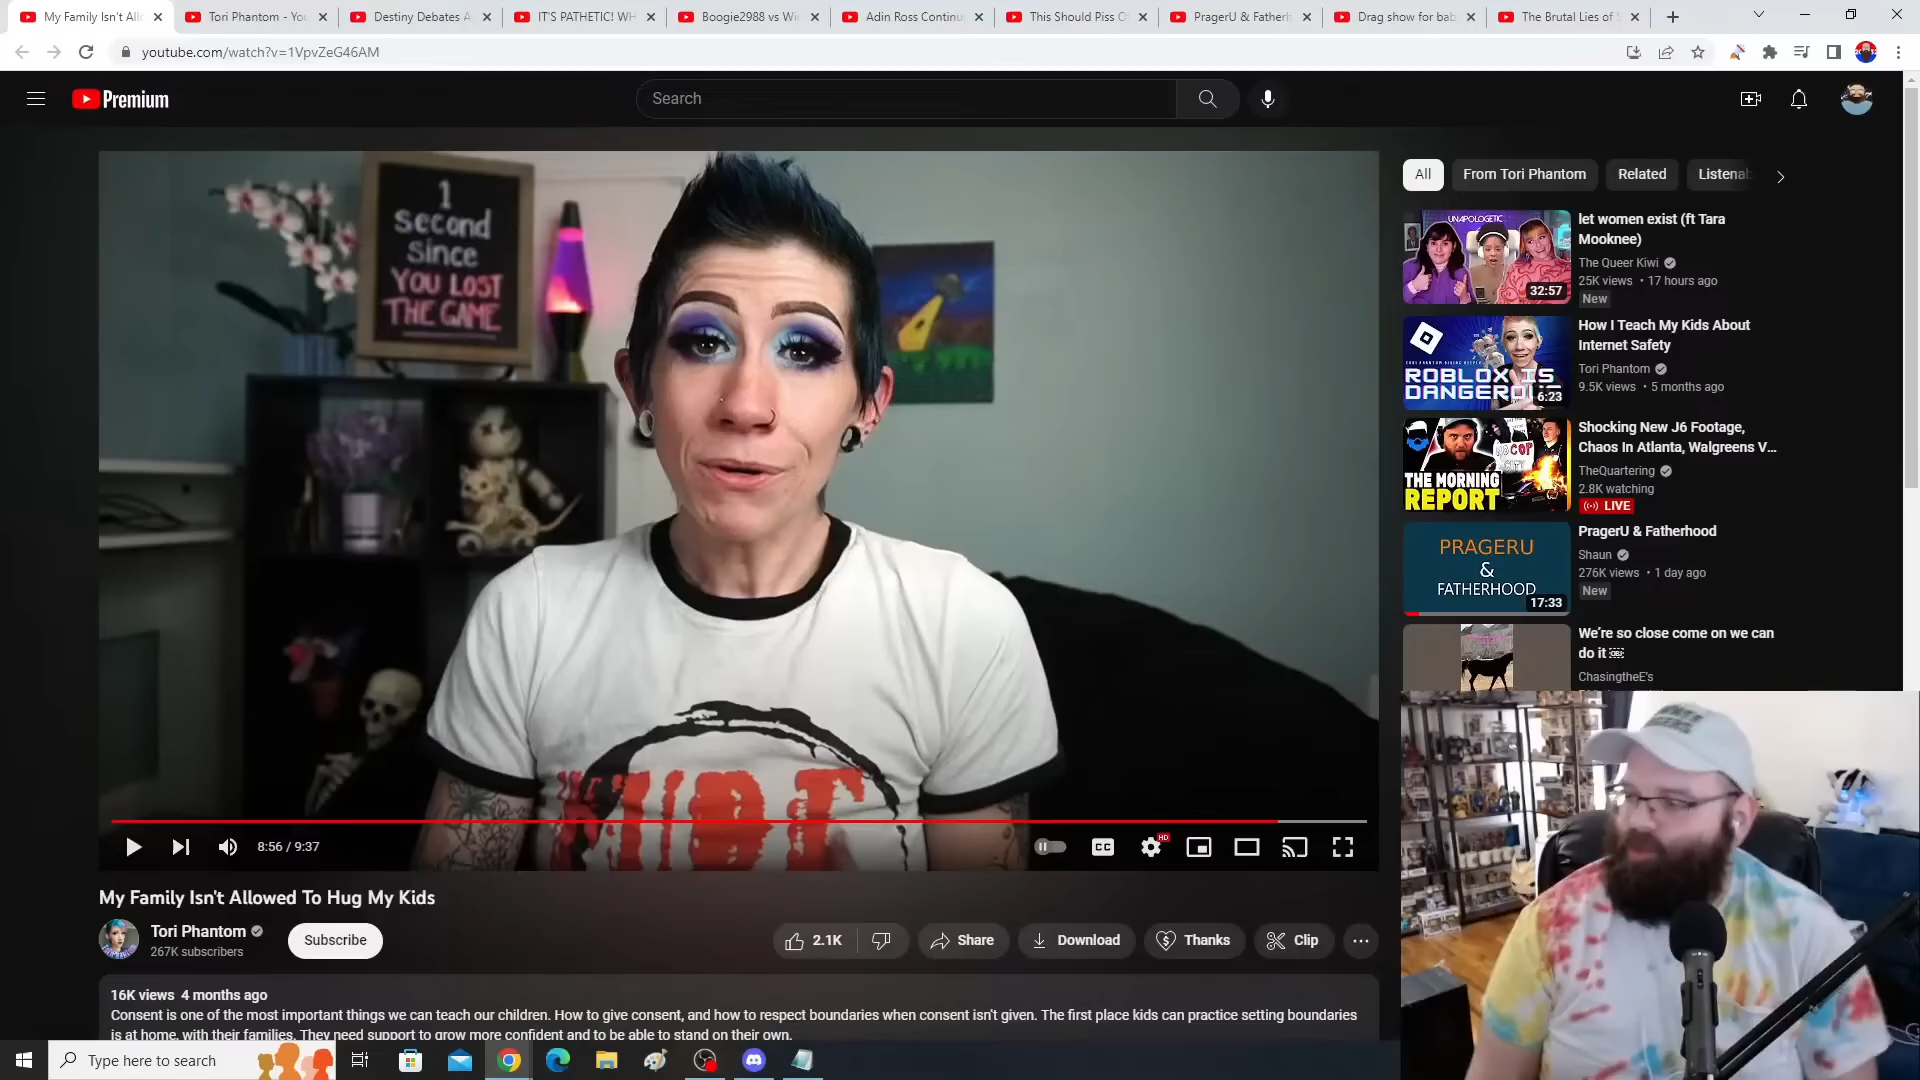 My Family Isn't All
Tori Phantom - You
Destiny Debates A
IT'S PATHETIC! WH
Boogie2988 vs Wi
Adin Ross Continu
This Should Piss O
PragerU & Fatherh
Drag show for bab
The Brutal Lies of
youtube.com/watch?v=1VpvZeG46AM
Premium
Search
1
second
since
YOU LOST
THE GAME
All
From Tori Phantom
Related
Listenab
UNAPOLOGETIC
32:57
let women exist (ft Tara
Mooknee)
The Queer Kiwi
25K views • 17 hours ago
New
ROBLOX IS
DANGERO
6:23
How I Teach My Kids About
Internet Safety
Tori Phantom
9.5K views • 5 months ago
COP
CITY
THE MORNING
REPORT
Shocking New J6 Footage,
Chaos In Atlanta, Walgreens V...
TheQuartering
2.8K watching
LIVE
PRAGERU
&
FATHERHOOD
17:33
PragerU & Fatherhood
Shaun
276K views • 1 day ago
New
We're so close come on we can
do it
ChasingtheE's
8:56 / 9:37
CC
HD
My Family Isn't Allowed To Hug My Kids
Tori Phantom
267K subscribers
Subscribe
2.1K
Share
Download
Thanks
Clip
16K views 4 months ago
Consent is one of the most important things we can teach our children. How to give consent, and how to respect boundaries when consent isn't given. The first place kids can practice setting boundaries
is at home, with their families. They need support to grow more confident and to be able to stand on their own.
Type here to search